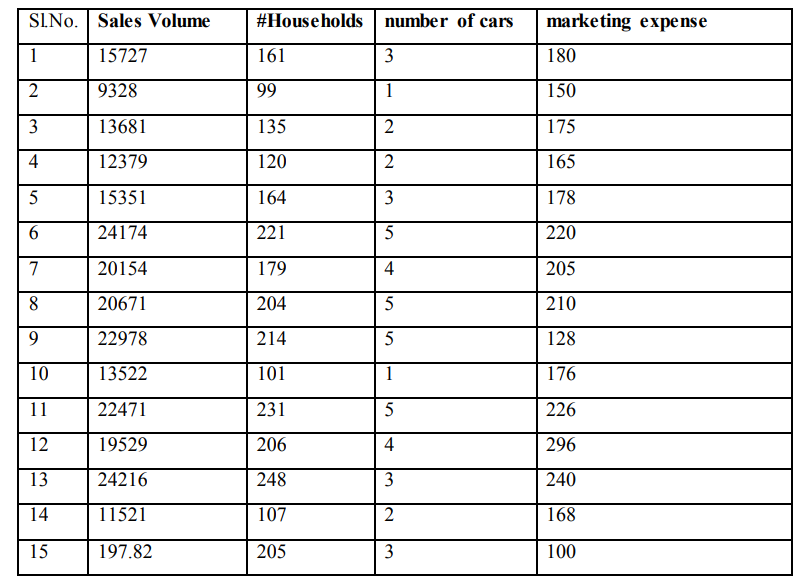 Sl.No. Sales Volume #Households number of cars marketing expense
1 15727 161 3 180
2 9328 99 1 150
3 13681 135 2 175
4 12379 120 2 165
5 15351 164 3 178
6 24174 221 5 220
7 20154 179 4 205
8 20671 204 5 210
9 22978 214 5 128
10 13522 101 1 176
11 22471 231 5 226
12 19529 206 4 296
13 24216 248 3 240
14 11521 107 2 168
15 197.82 205 3 100